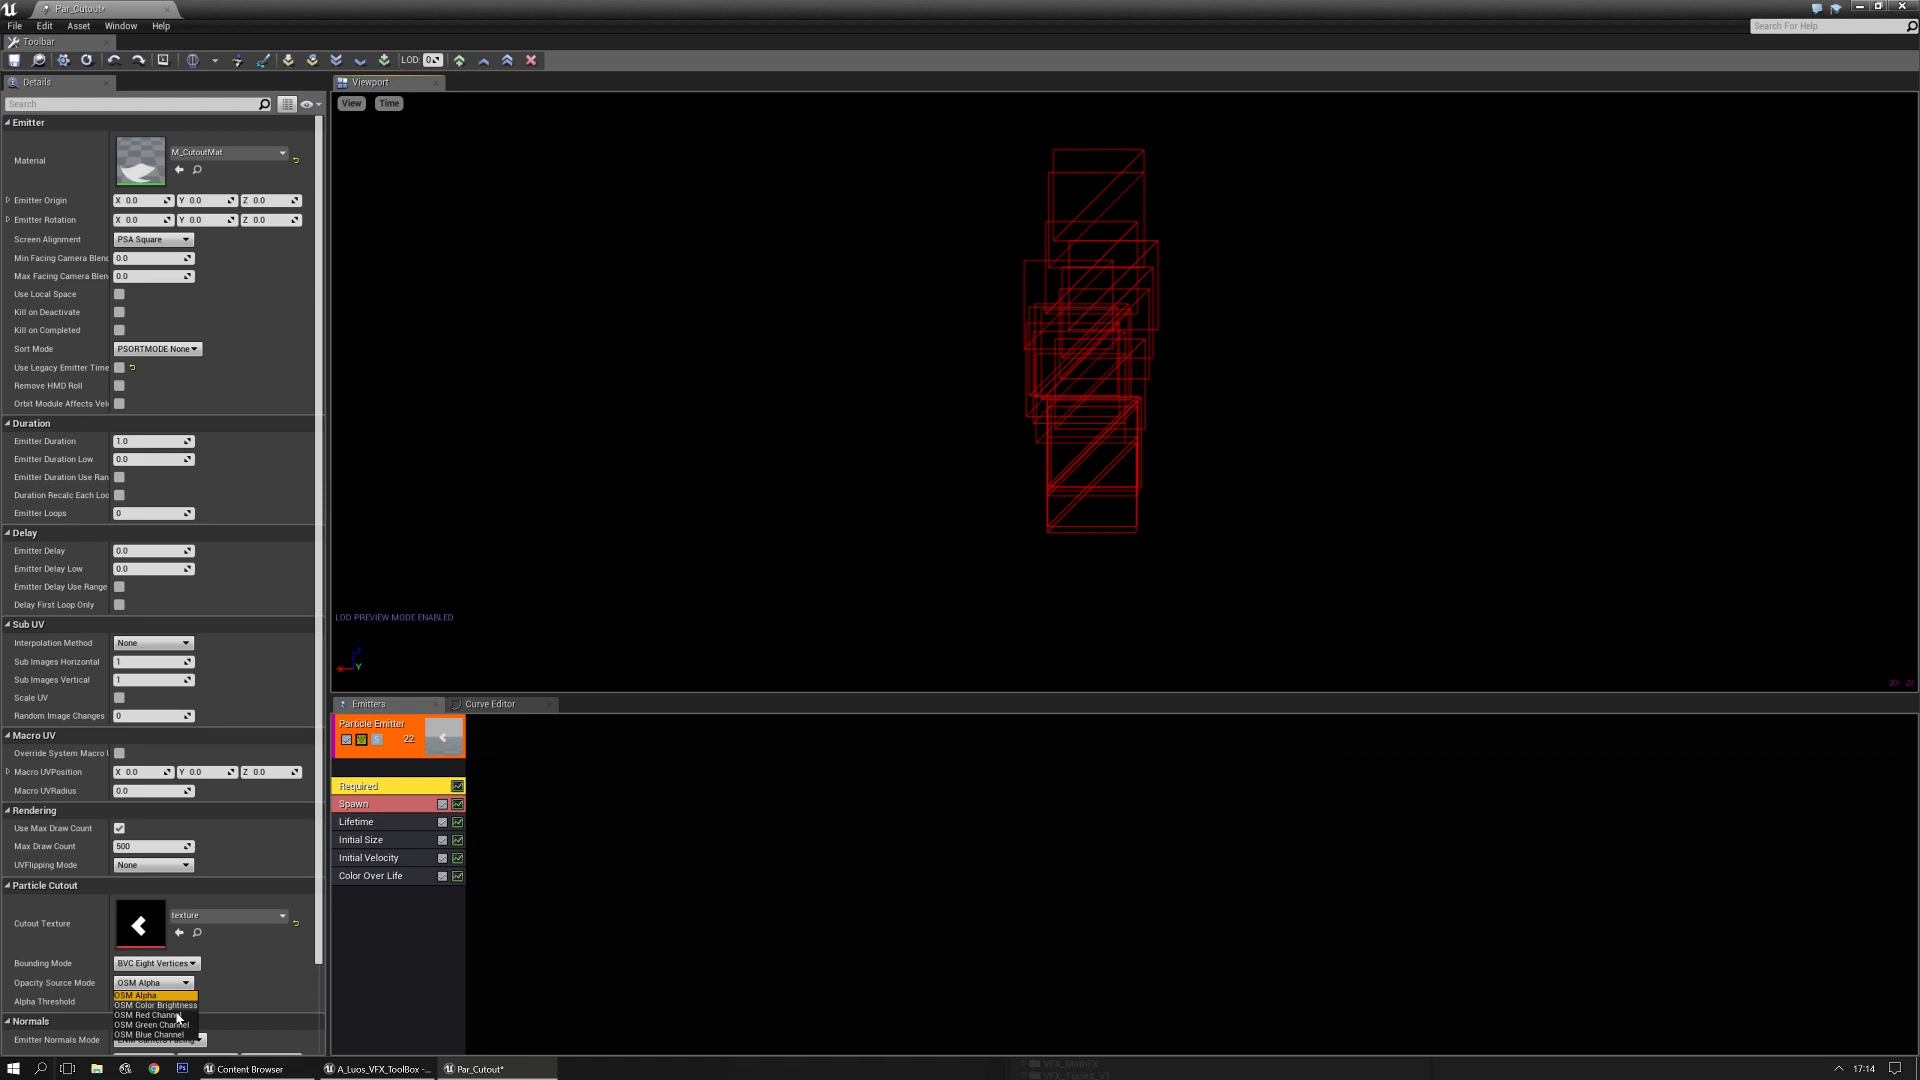 Par_Cutout*
File Edit Asset Window Help
Search For Help
Toolbar
LOD: 0
Details
Viewport
Search
View Time
Emitter
Material
M_CutoutMat
Emitter Origin X 0.0 Y 0.0 Z 0.0
Emitter Rotation X 0.0 Y 0.0 Z 0.0
Screen Alignment PSA Square
Min Facing Camera Blend 0.0
Max Facing Camera Blen 0.0
Use Local Space
Kill on Deactivate
Kill on Completed
Sort Mode PSORTMODE None
Use Legacy Emitter Time
Remove HMD Roll
Orbit Module Affects Vel
Duration
Emitter Duration 1.0
Emitter Duration Low 0.0
Emitter Duration Use Ran
Duration Recalc Each Loo
Emitter Loops 0
Delay
Emitter Delay 0.0
Emitter Delay Low 0.0
Emitter Delay Use Range
Delay First Loop Only
LOD PREVIEW MODE ENABLED
Sub UV
Interpolation Method None
Sub Images Horizontal 1
Sub Images Vertical 1
Scale UV
Random Image Changes 0
Z
X Y
Macro UV
Override System Macro U
Macro UVPosition X 0.0 Y 0.0 Z 0.0
Macro UVRadius 0.0
Rendering
Use Max Draw Count
Max Draw Count 500
UVFlipping Mode None
Particle Cutout
Cutout Texture
texture
Bounding Mode BVC Eight Vertices
Opacity Source Mode OSM Alpha
Alpha Threshold
OSM Alpha
OSM Color Brightness
OSM Red Channel
OSM Green Channel
OSM Blue Channel
Normals
Emitter Normals Mode
Emitters
Curve Editor
Particle Emitter
S 22
Required
Spawn
Lifetime
Initial Size
Initial Velocity
Color Over Life
Content Browser
A_Luos_VFX_ToolBox -...
Par_Cutout*
VFX_MathFX
VFX_Toolkit_V1
17:14